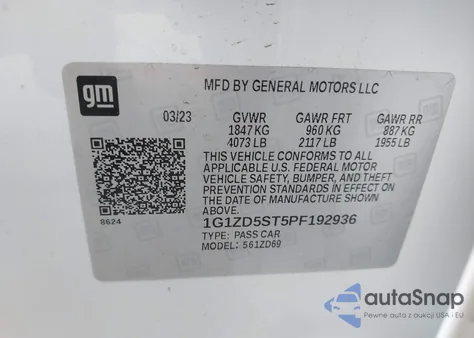 gm
MFD BY GENERAL MOTORS LLC
03/23 GVWR GAWR FRT GAWR RR
1847 KG 960 KG 887 KG
4073 LB 2117 LB 1955 LB
THIS VEHICLE CONFORMS TO ALL
APPLICABLE U.S. FEDERAL MOTOR
VEHICLE SAFETY, BUMPER, AND THEFT
PREVENTION STANDARDS IN EFFECT ON
THE DATE OF MANUFACTURE SHOWN
ABOVE.
8624
1G1ZD5ST5PF192936
TYPE: PASS CAR
MODEL: 561ZD69
autoSnap
Pewne auta z aukcji USA - EU